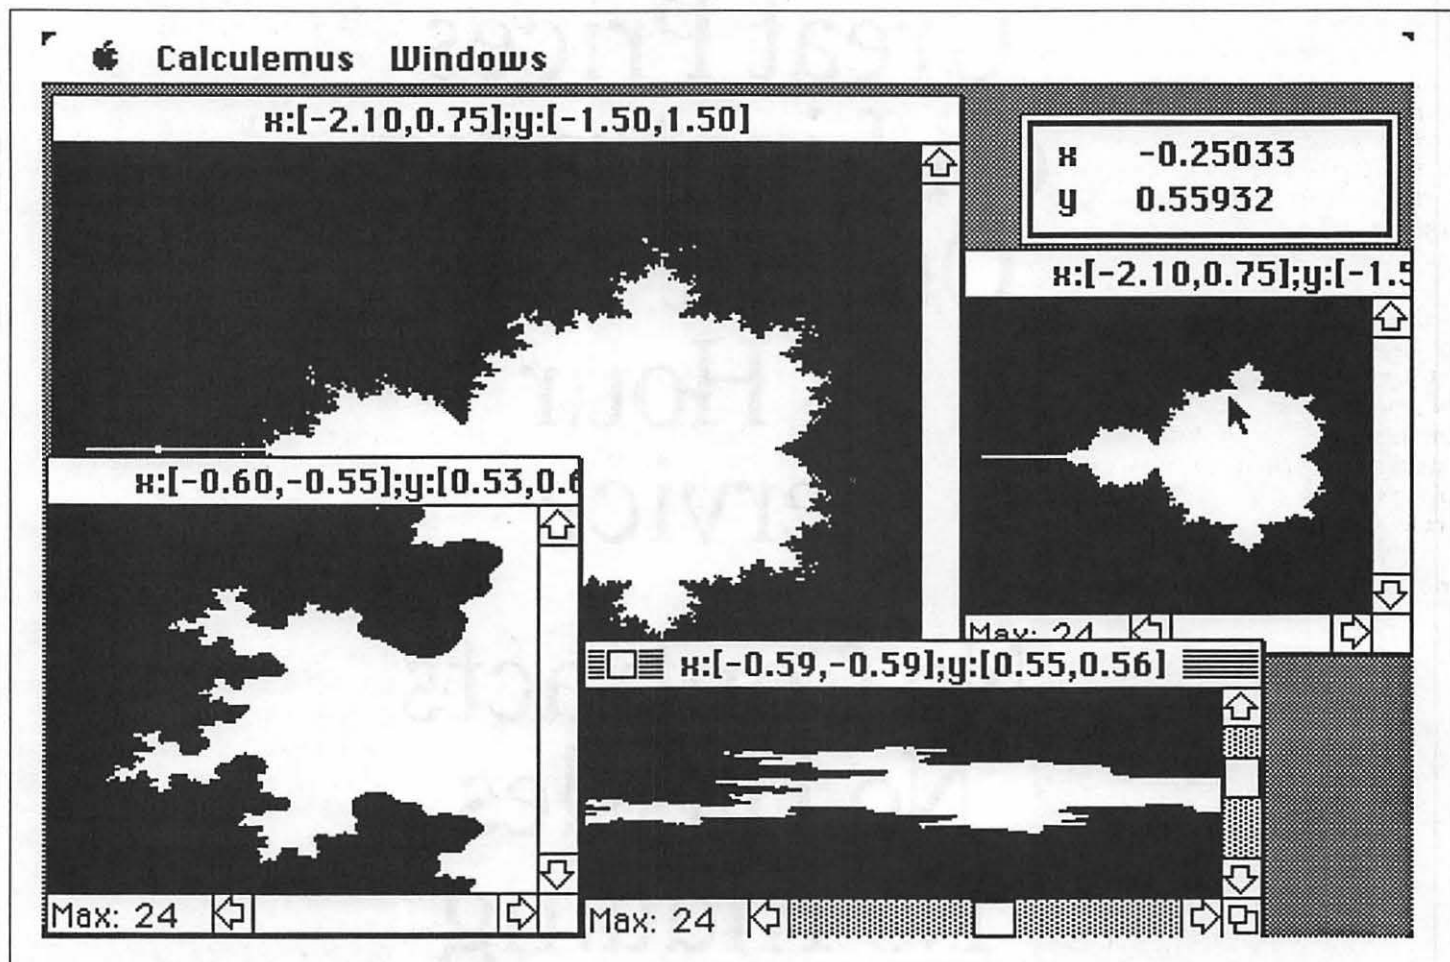 Calculemus Windows
x:[-2.10,0.75];y:[-1.50,1.50]
x -0.25033
y 0.55932
x:[-2.10,0.75];y:[-1.5
x:[-0.60,-0.55];y:[0.53,0.6
Max: 24
x:[-0.59,-0.59];y:[0.55,0.56]
Max: 24
Max: 24